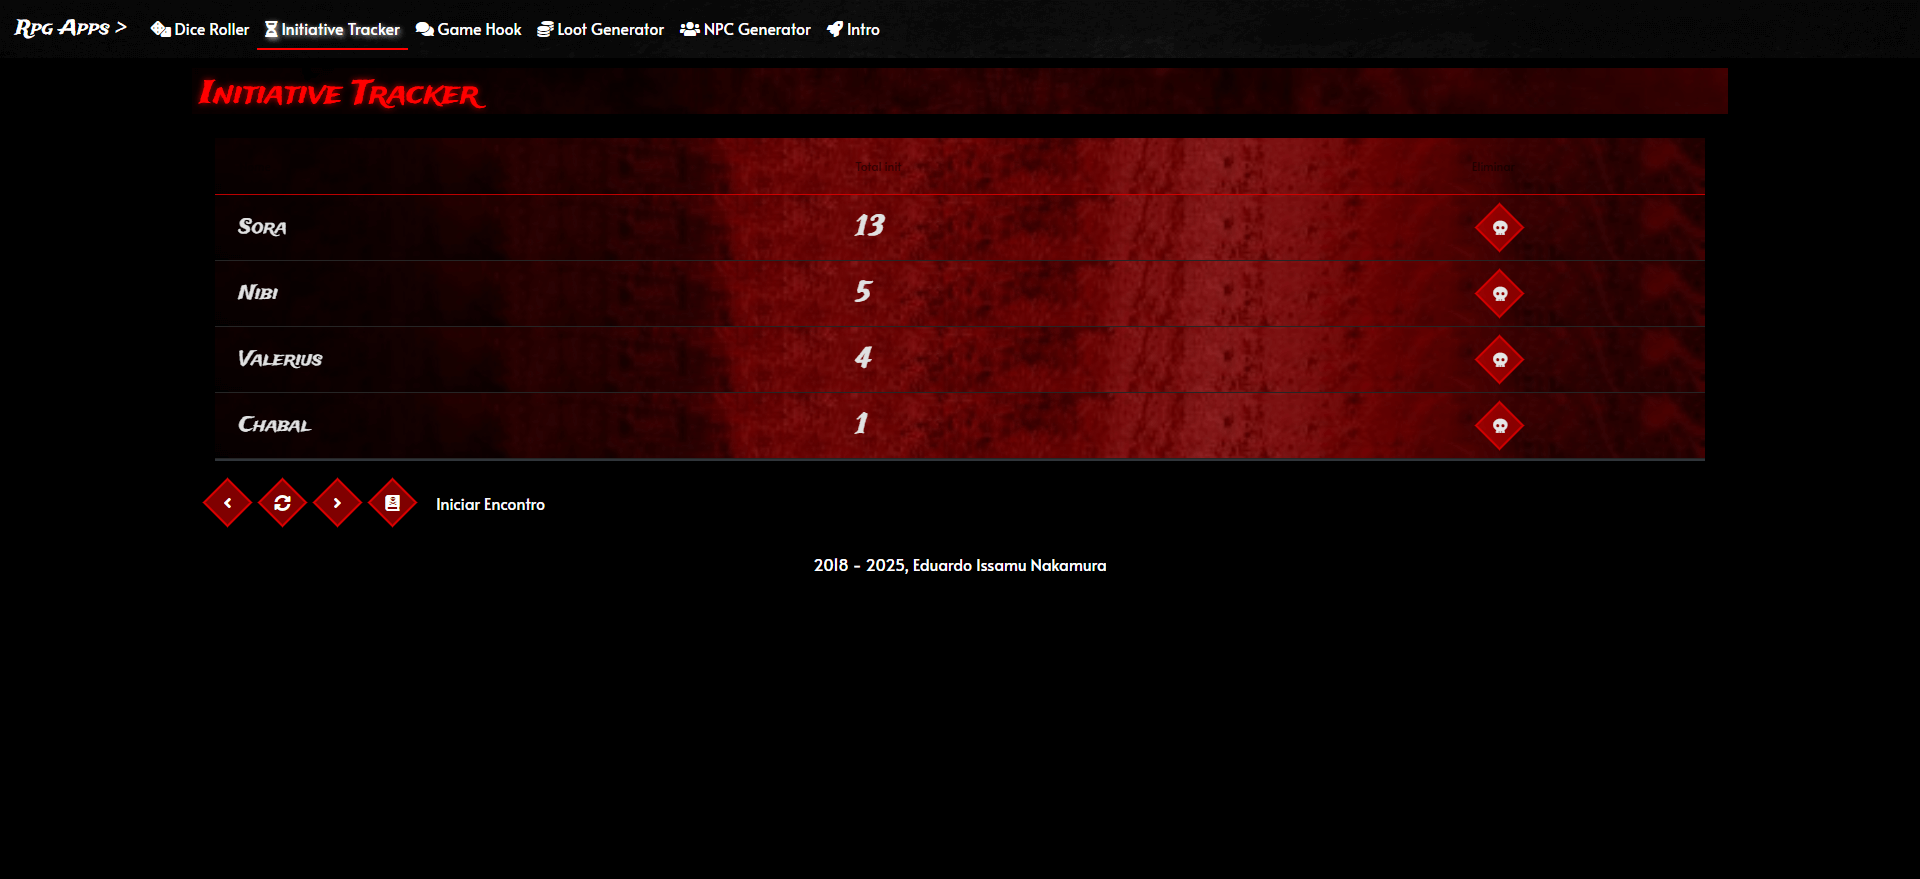 Rpg Apps > Dice Roller Initiative Tracker Game Hook Loot Generator NPC Generator Intro
Initiative Tracker
Total Init
Sora 13
Nibi 5
Valerius 4
Chabal 1
Iniciar Encontro
2018 - 2025, Eduardo Issamu Nakamura